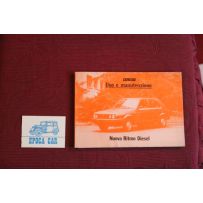 Uso e manutenzione
Nuova Ritmo Diesel
EPOCA CAR